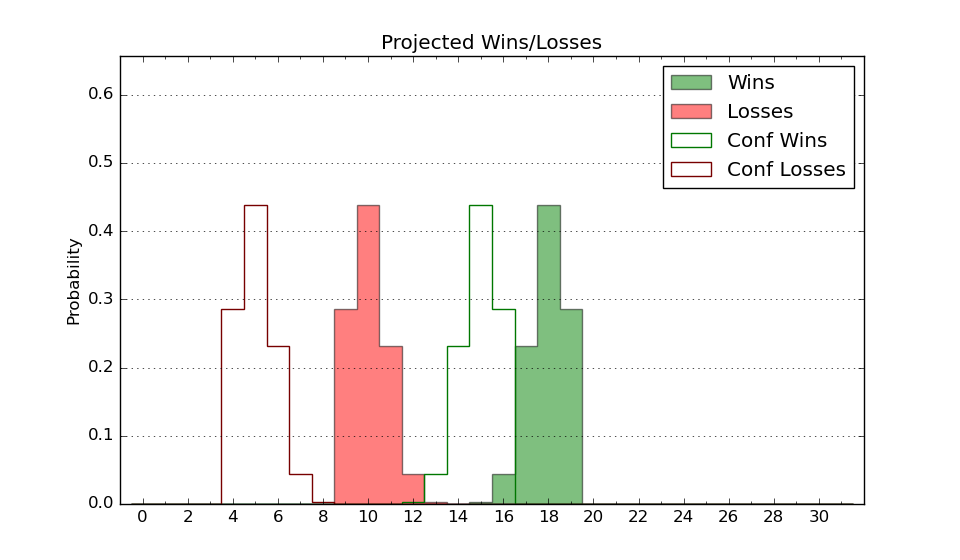 Projected Wins/Losses
Wins
Losses
Conf Wins
Conf Losses
Probability
0.6
0.5
0.4
0.3
0.2
0.1
0.0
0 2 4 6 8 10 12 14 16 18 20 22 24 26 28 30